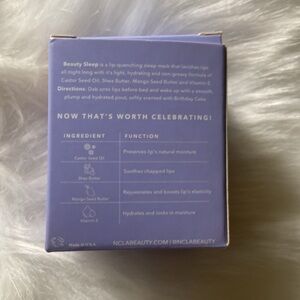 Beauty Sleep is a lip quenching sleep mask that lavishes lips
all night long with it's light, hydrating and non-greasy formula of
Castor Seed Oil, Shea Butter, Mango Seed Butter and Vitamin E.
Directions: Dab onto lips before bed and wake up with a smooth,
plump and hydrated pout, softly scented with Birthday Cake
NOW THAT'S WORTH CELEBRATING!
INGREDIENT FUNCTION
Castor Seed Oil Preserves lip's natural moisture
Shea Butter Soothes chapped lips
Mango Seed Butter Rejuvenates and boosts lip's elasticity
Vitamin E Hydrates and locks in moisture
Made in U.S.A. NCLABEAUTY.COM | @NCLABEAUTY